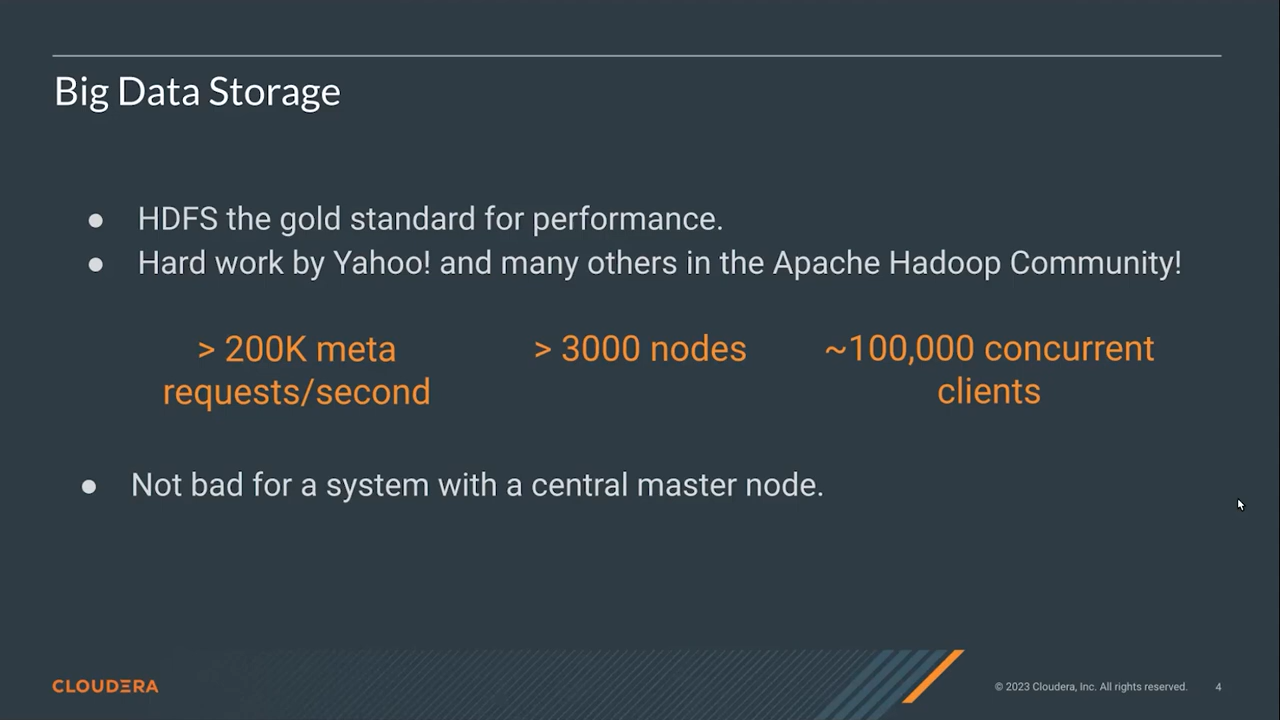 Big Data Storage
● HDFS the gold standard for performance.
● Hard work by Yahoo! and many others in the Apache Hadoop Community!
> 200K meta
requests/second
> 3000 nodes
~100,000 concurrent
clients
● Not bad for a system with a central master node.
CLOUDERA
© 2023 Cloudera, Inc. All rights reserved. 4